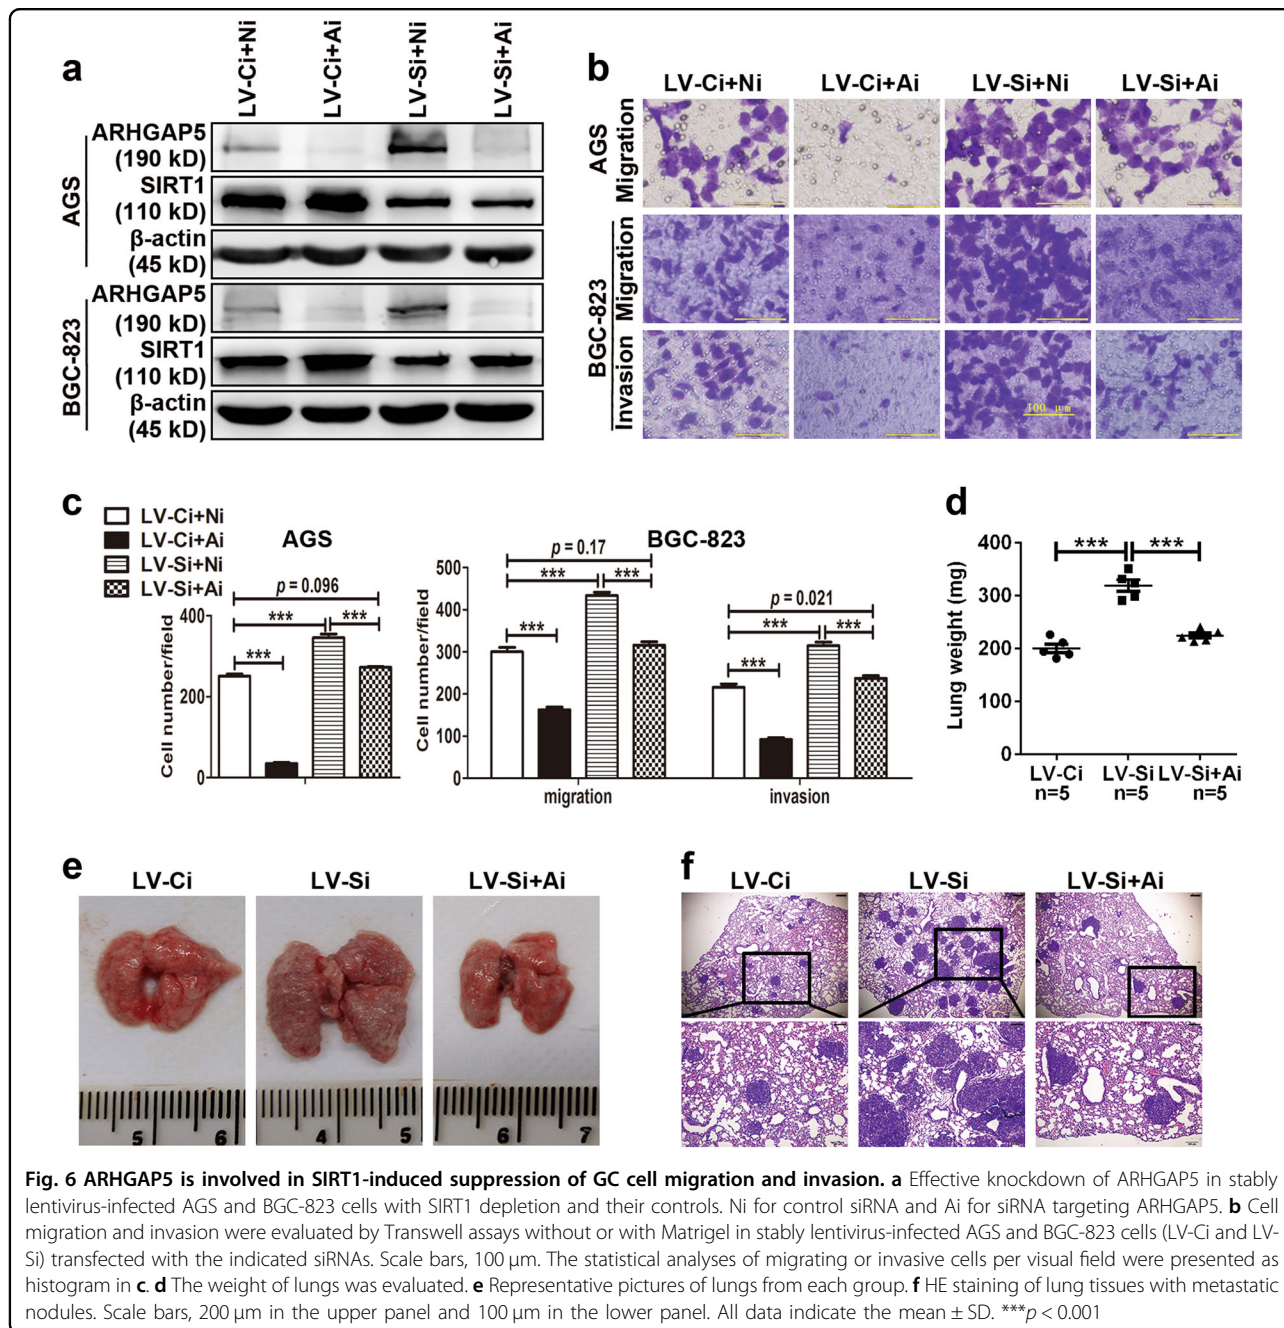 a
LV-Ci+Ni
LV-Ci+Ai
LV-Si+Ni
LV-Si+Ai
AGS
ARHGAP5
(190 kD)
SIRT1
(110 kD)
β-actin
(45 kD)
BGC-823
ARHGAP5
(190 kD)
SIRT1
(110 kD)
β-actin
(45 kD)
b
LV-Ci+Ni LV-Ci+Ai LV-Si+Ni LV-Si+Ai
AGS
Migration
BGC-823
Migration
Invasion
100 μm
c
LV-Ci+Ni
LV-Ci+Ai
LV-Si+Ni
LV-Si+Ai
AGS
p = 0.096
*** ***
***
Cell number/field
400
200
0
BGC-823
p = 0.17
*** ***
***
p = 0.021
*** ***
***
Cell number/field
500
400
300
200
100
0
migration invasion
d
*** ***
Lung weight (mg)
400
300
200
100
0
LV-Ci LV-Si LV-Si+Ai
n=5 n=5 n=5
e
LV-Ci LV-Si LV-Si+Ai
5 6 4 5 6 7
f
LV-Ci LV-Si LV-Si+Ai
Fig. 6 ARHGAP5 is involved in SIRT1-induced suppression of GC cell migration and invasion. a Effective knockdown of ARHGAP5 in stably
lentivirus-infected AGS and BGC-823 cells with SIRT1 depletion and their controls. Ni for control siRNA and Ai for siRNA targeting ARHGAP5. b Cell
migration and invasion were evaluated by Transwell assays without or with Matrigel in stably lentivirus-infected AGS and BGC-823 cells (LV-Ci and LV-
Si) transfected with the indicated siRNAs. Scale bars, 100 μm. The statistical analyses of migrating or invasive cells per visual field were presented as
histogram in c. d The weight of lungs was evaluated. e Representative pictures of lungs from each group. f HE staining of lung tissues with metastatic
nodules. Scale bars, 200 μm in the upper panel and 100 μm in the lower panel. All data indicate the mean ± SD. ***p < 0.001